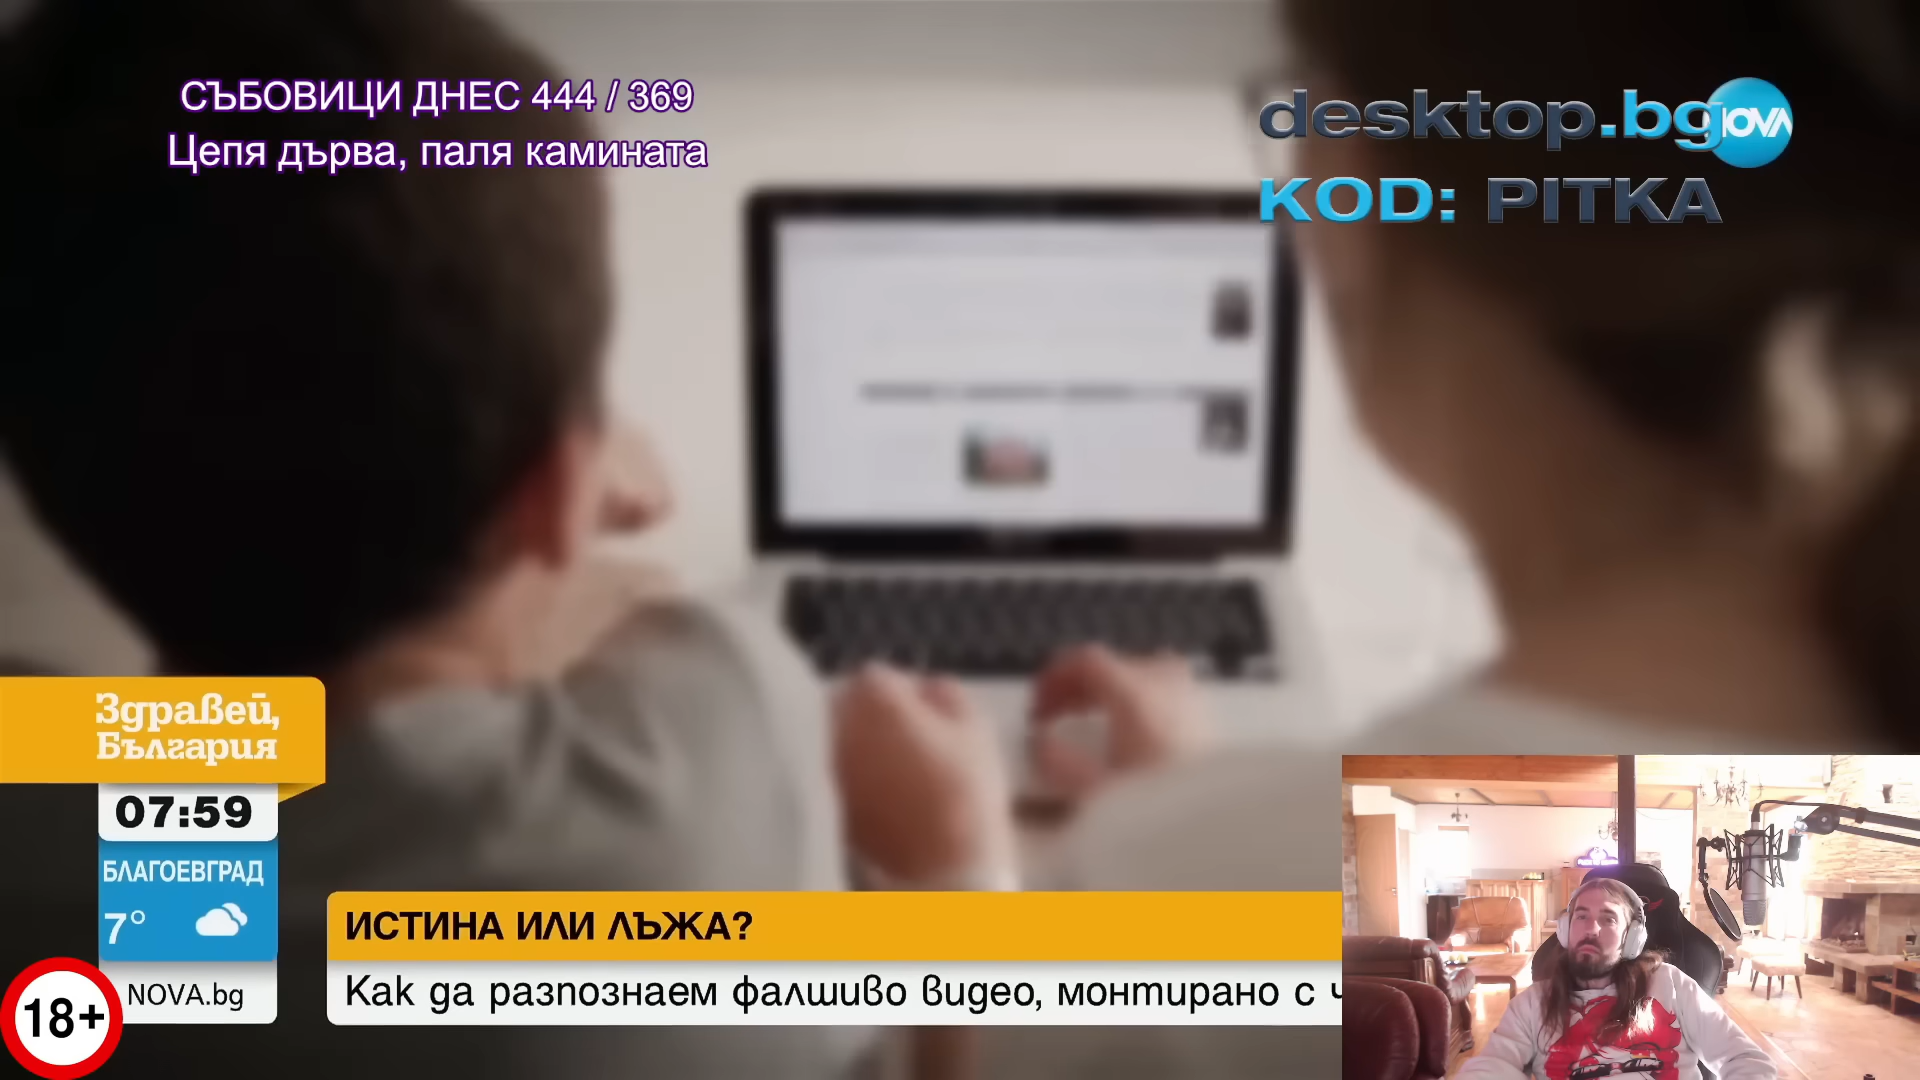 СЪБОВИЦИ ДНЕС 444 / 369
Цепя дърва, паля камината
desktop.bg
NOVA
KOD: PITKA
Здравей,
България
07:59
БЛАГОЕВГРАД
7°
NOVA.bg
18+
ИСТИНА ИЛИ ЛЪЖА?
Как да разпознаем фалшиво видео, монтирано с